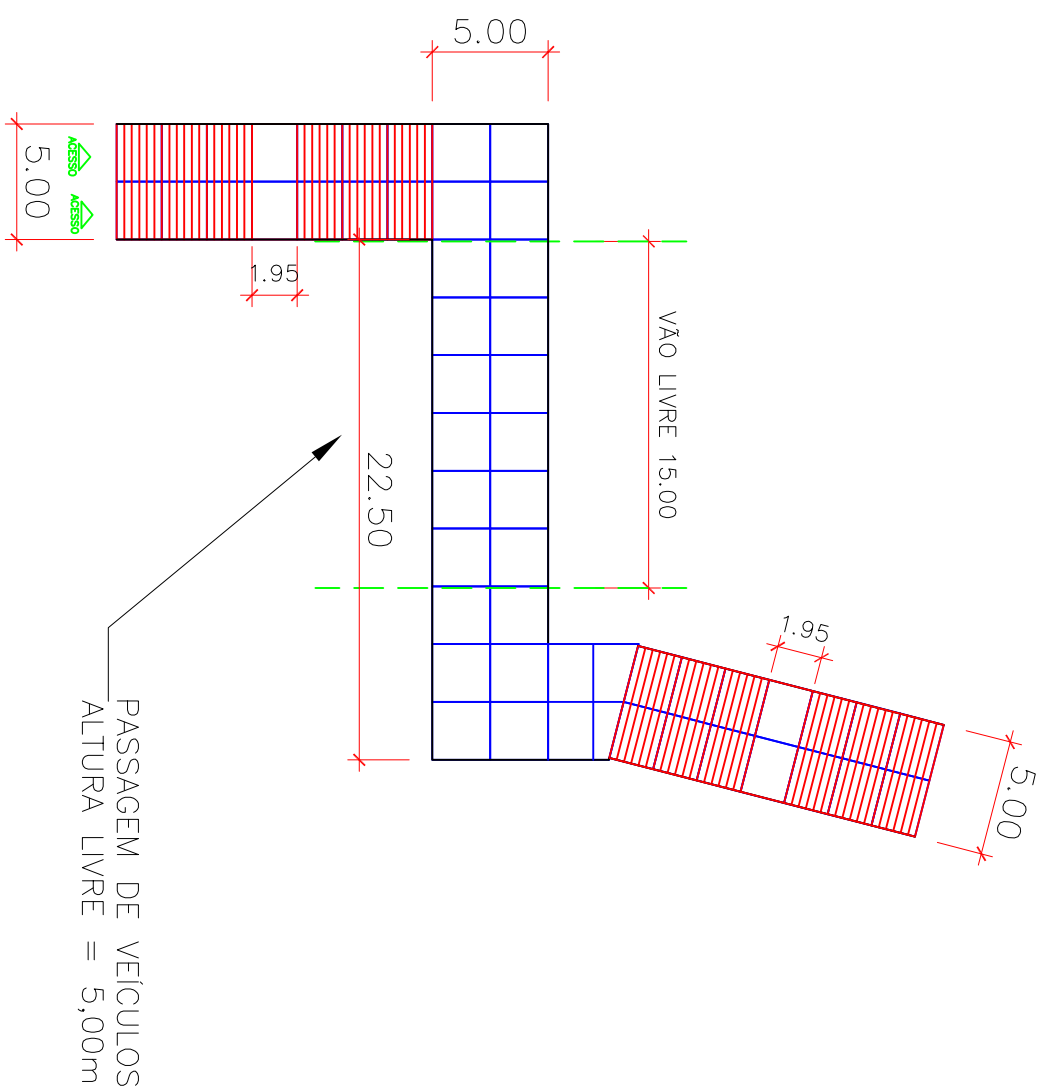 5.00
ACESSO
ACESSO
5.00
1.95
VÃO LIVRE 15.00
22.50
1.95
5.00
PASSAGEM DE VEÍCULOS
ALTURA LIVRE = 5,00m